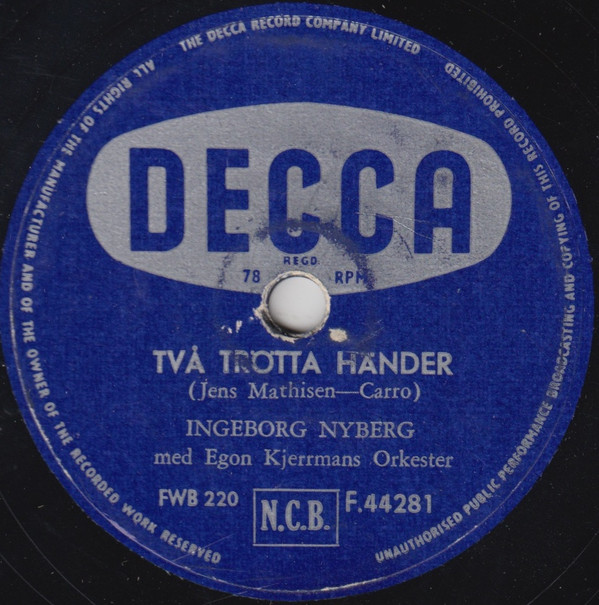 ALL RIGHTS OF THE MANUFACTURER AND OF THE OWNER OF THE RECORDED WORK RESERVED
THE DECCA RECORD COMPANY LIMITED
UNAUTHORISED PUBLIC PERFORMANCE BROADCASTING AND COPYING OF THIS RECORD PROHIBITED
DECCA
REGD
78 RPM
TVÅ TROTTA HANDER
(Jens Mathisen—Carro)
INGEBORG NYBERG
med Egon Kjerrmans Orkester
FWB 220 N.C.B. F.44281